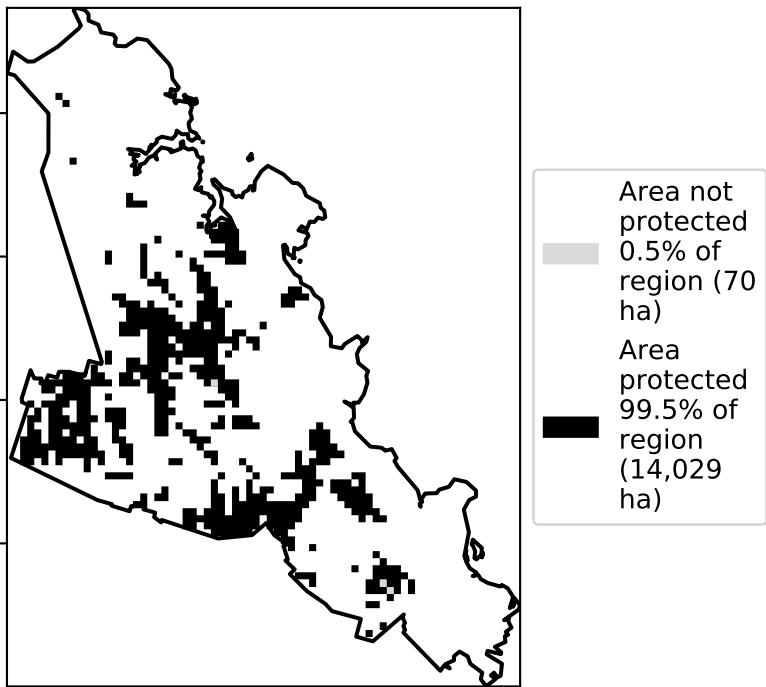 Area not
protected
0.5% of
region (70
ha)
Area
protected
99.5% of
region
(14,029
ha)